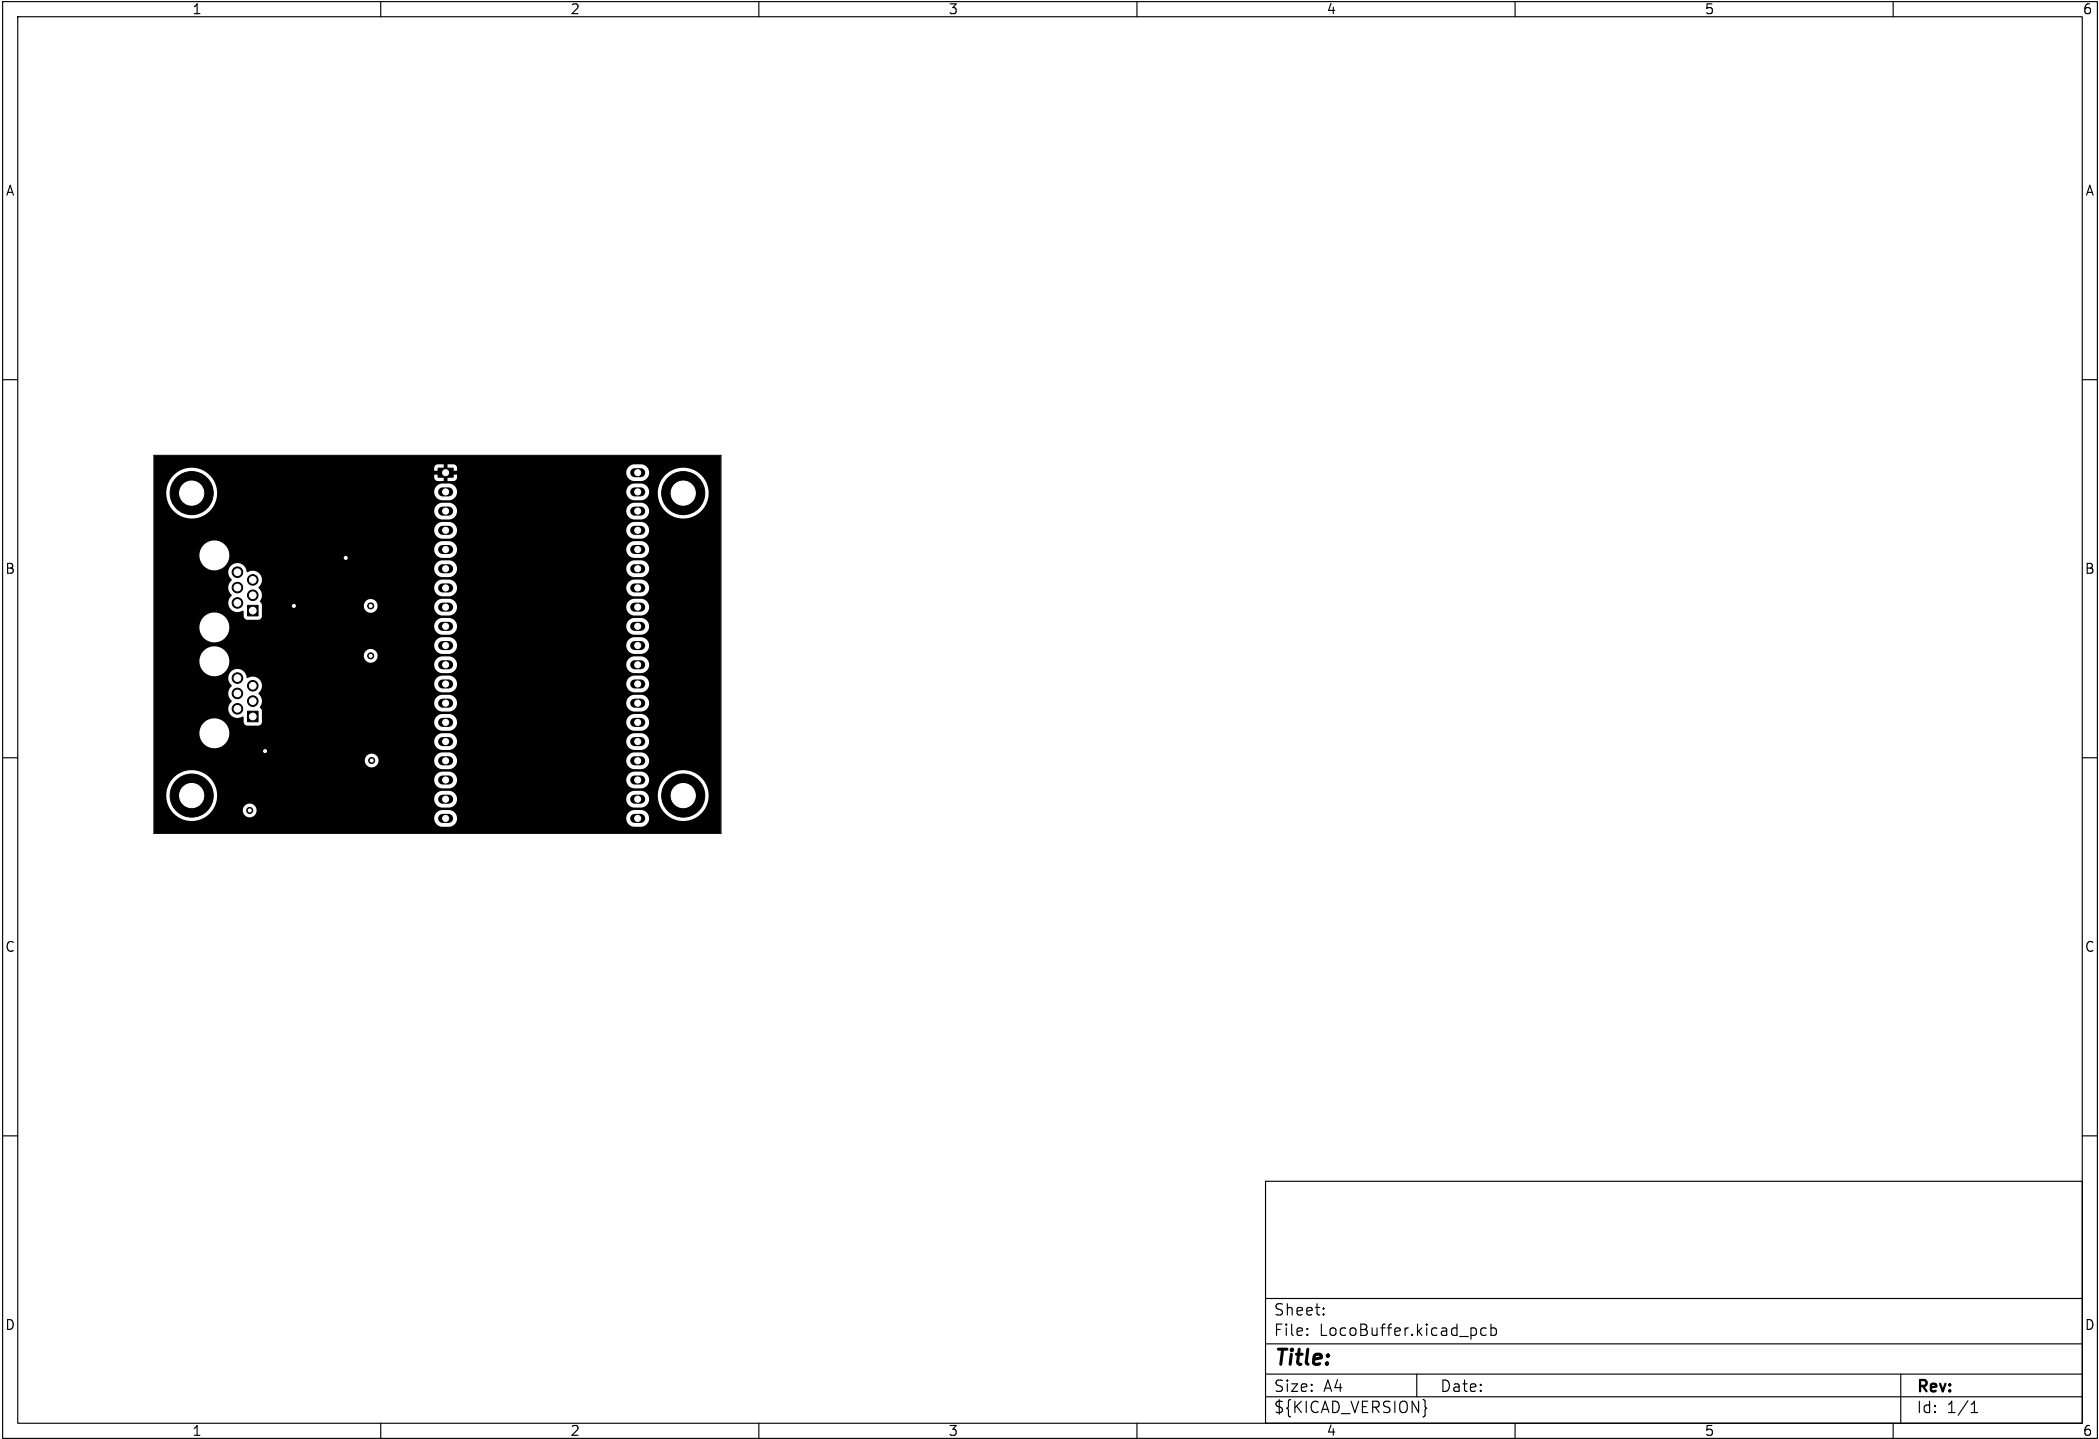 1 2 3 4 5 6
A A
B B
C C
Sheet:
D File: LocoBuffer.kicad_pcb D
Title:
Size: A4 Date: Rev:
${KICAD_VERSION} Id: 1/1
1 2 3 4 5 6